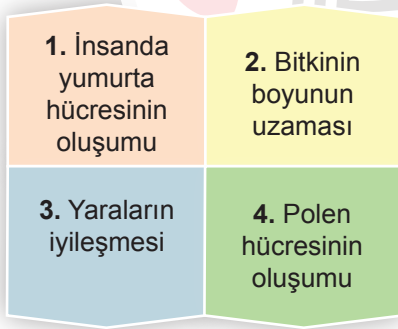 1. İnsanda
yumurta
hücresinin
oluşumu
2. Bitkinin
boyunun
uzaması
3. Yaraların
iyileşmesi
4. Polen
hücresinin
oluşumu